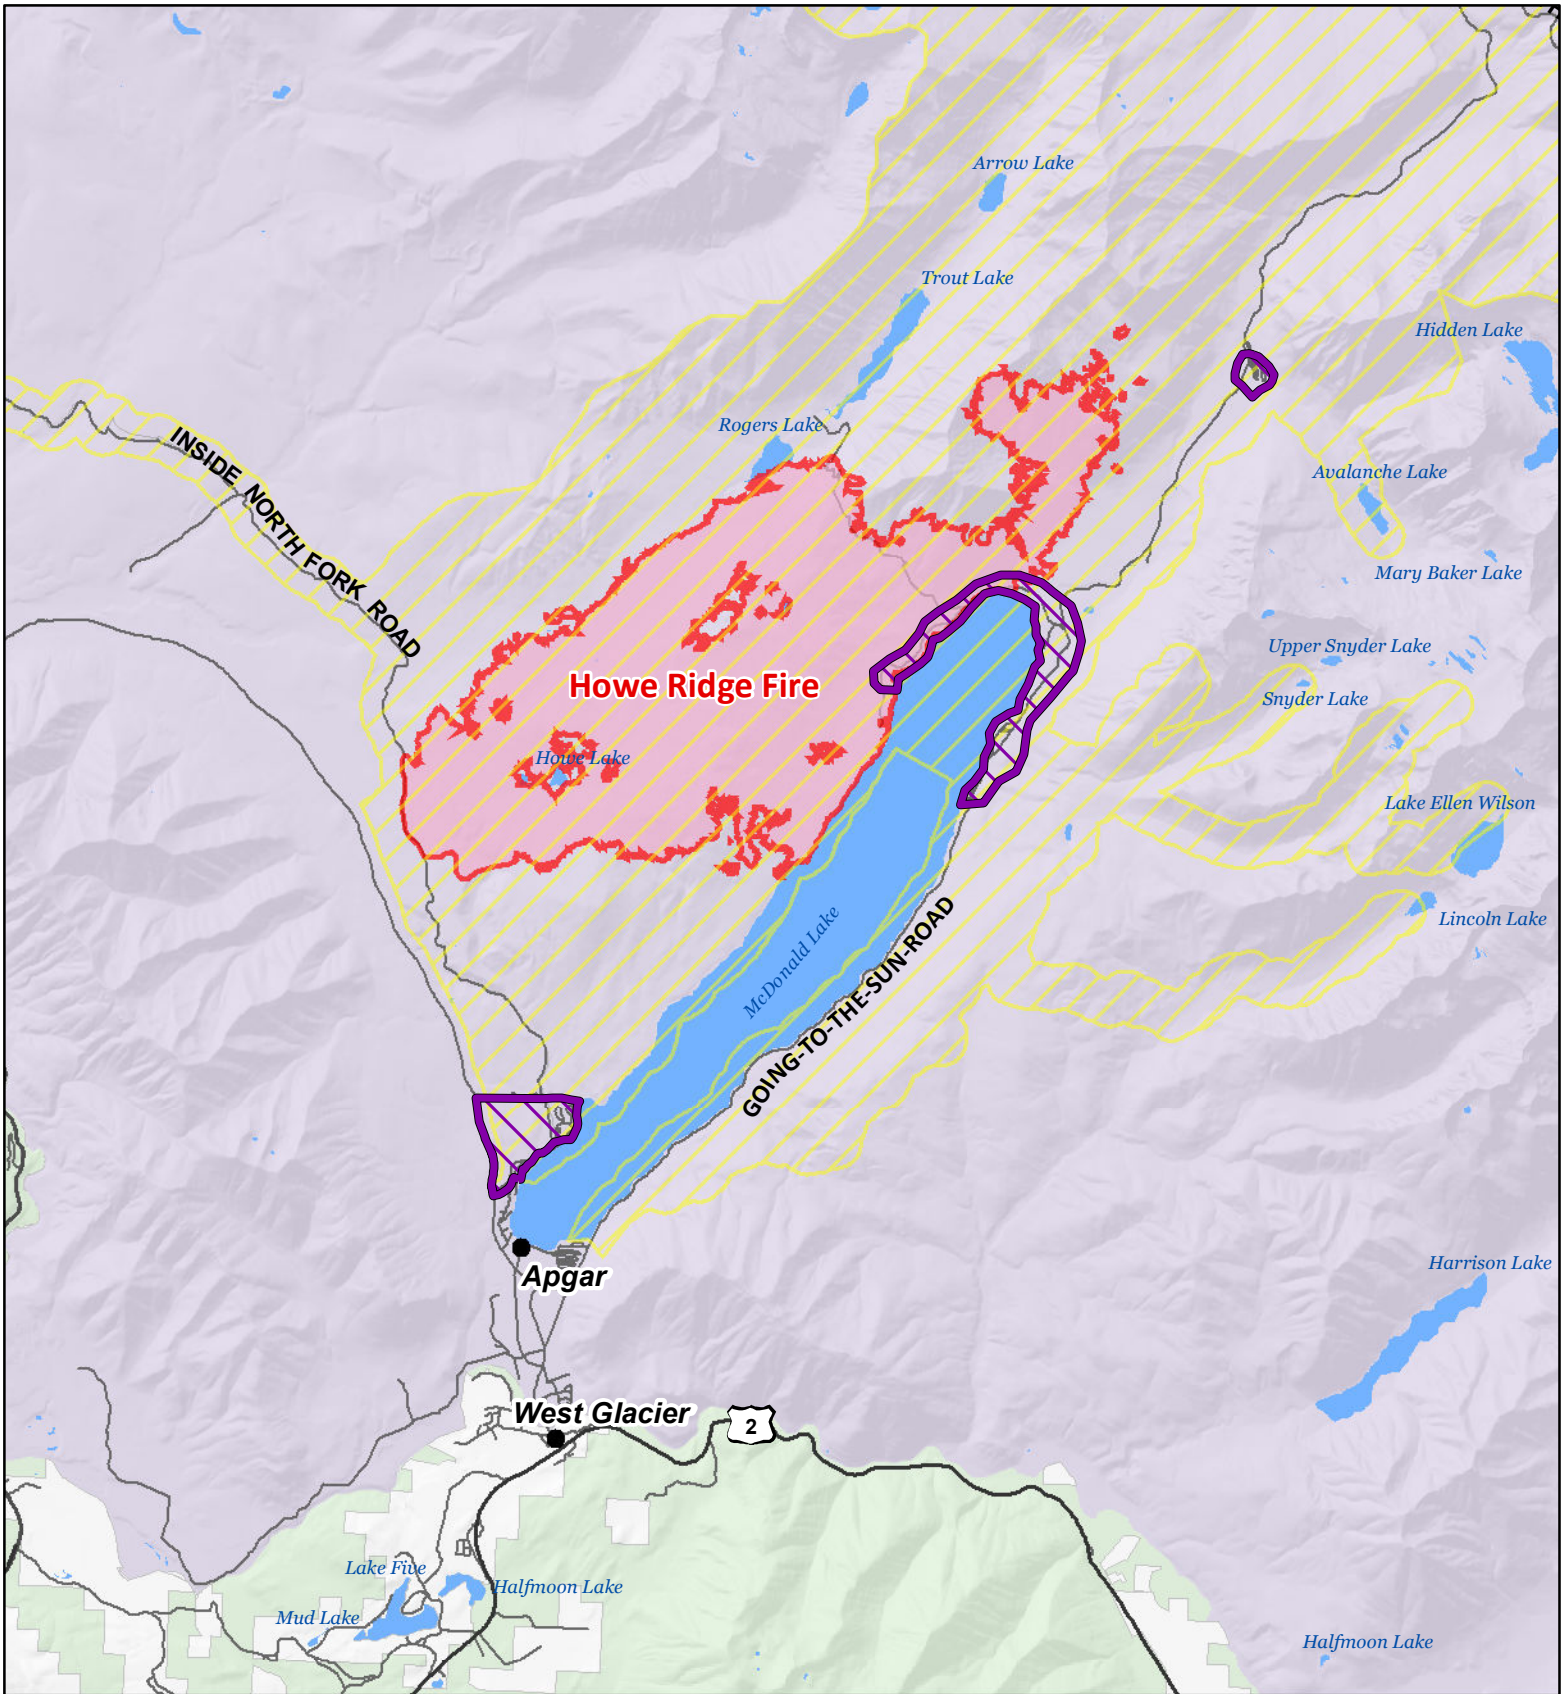 Arrow Lake
Trout Lake
Hidden Lake
Rogers Lake
INSIDE NORTH FORK ROAD
Avalanche Lake
Mary Baker Lake
Upper Snyder Lake
Howe Ridge Fire
Snyder Lake
Howe Lake
Lake Ellen Wilson
Lincoln Lake
McDonald Lake
GOING-TO-THE-SUN-ROAD
Harrison Lake
Apgar
West Glacier
2
Lake Five
Halfmoon Lake
Mud Lake
Halfmoon Lake